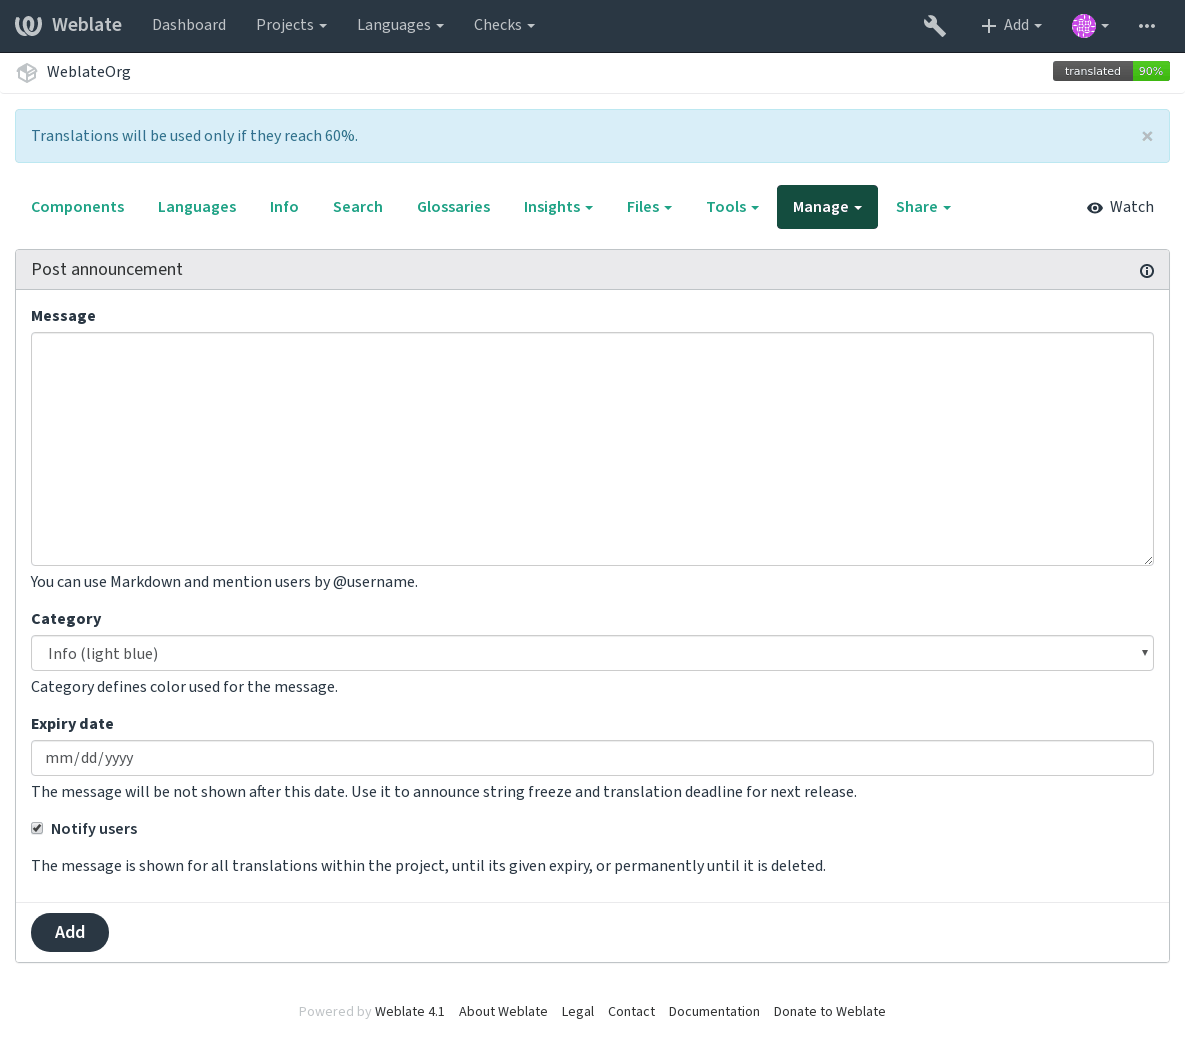 Weblate Dashboard Projects Languages Checks Add
WeblateOrg translated 90%
Translations will be used only if they reach 60%. ×
Components Languages Info Search Glossaries Insights Files Tools Manage Share Watch
Post announcement
Message
You can use Markdown and mention users by @username.
Category
Info (light blue)
Category defines color used for the message.
Expiry date
mm/dd/yyyy
The message will be not shown after this date. Use it to announce string freeze and translation deadline for next release.
Notify users
The message is shown for all translations within the project, until its given expiry, or permanently until it is deleted.
Add
Powered by Weblate 4.1 About Weblate Legal Contact Documentation Donate to Weblate